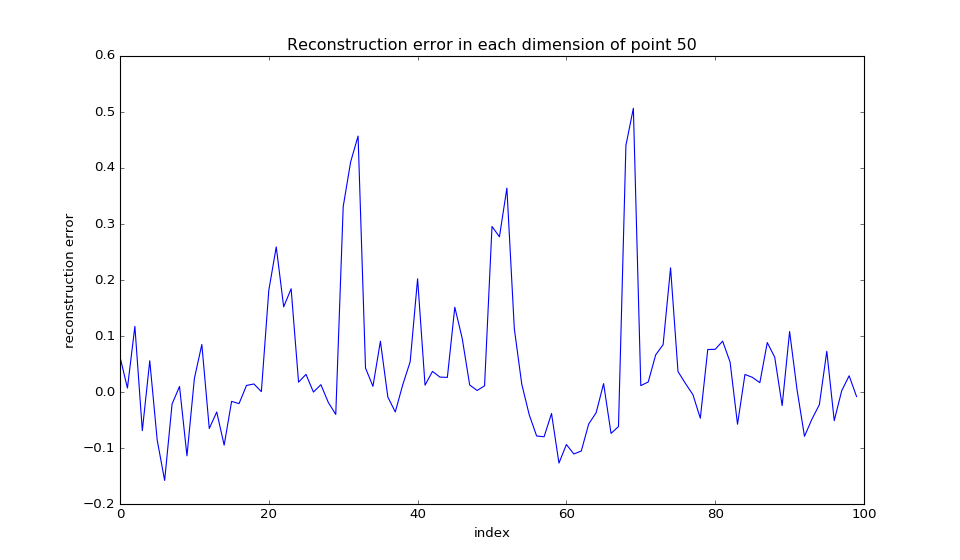 Reconstruction error in each dimension of point 50
0.6
0.5
0.4
0.3
0.2
0.1
0.0
−0.1
−0.2
reconstruction error
0 20 40 60 80 100
index